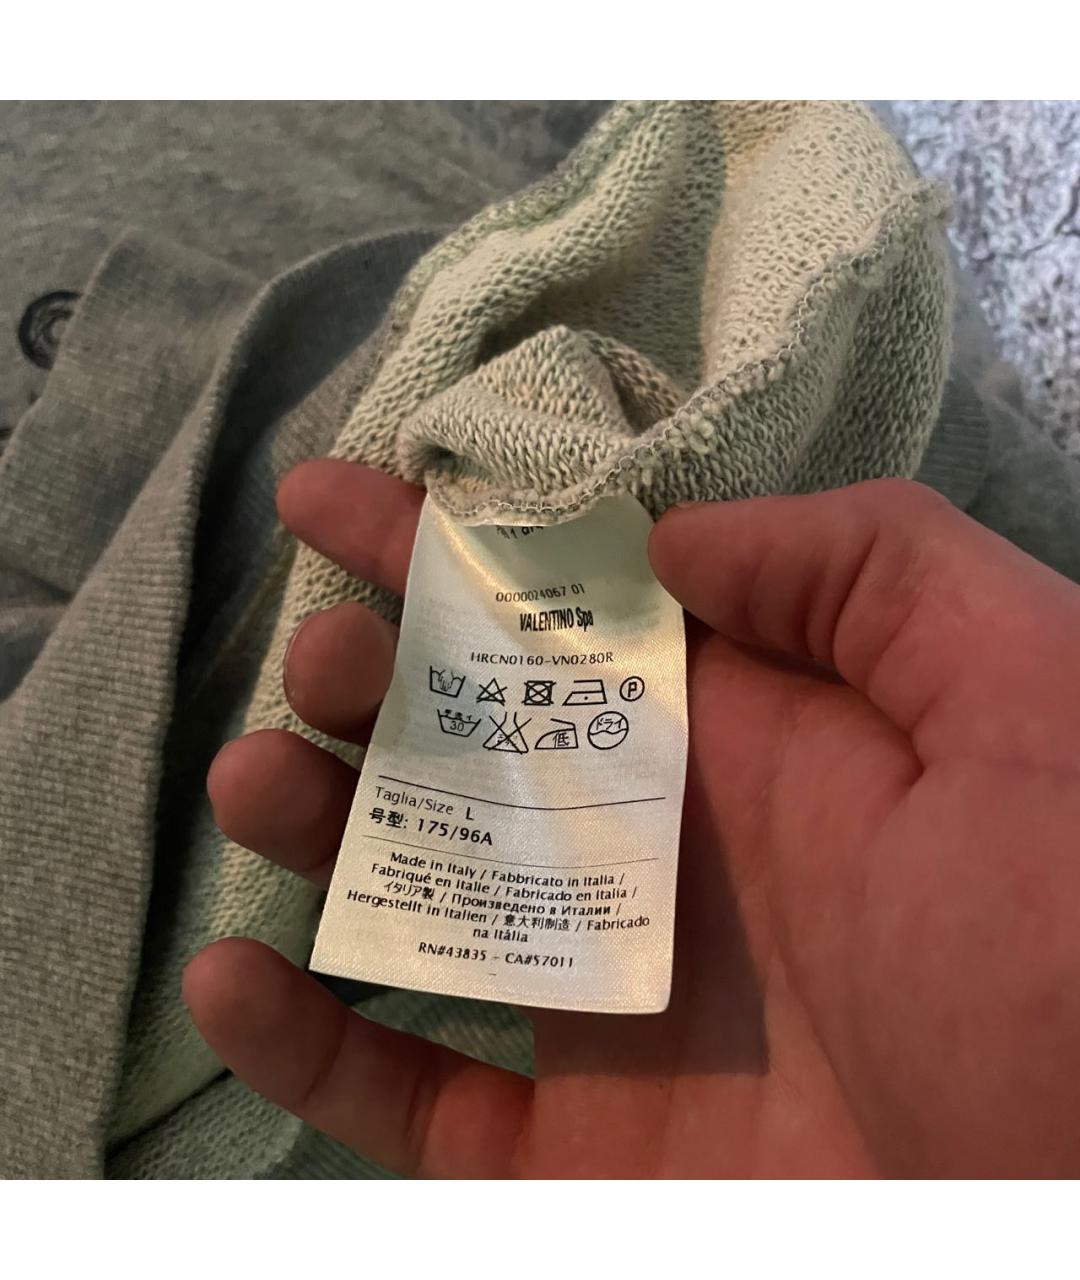 0000024067 01
VALENTINO Spa
HRCN0160-VN0280R
P
30 ドライ
低
Taglia/Size L
号型: 175/96A
Made in Italy / Fabbricato in Italia /
Fabriqué en Italie / Fabricado en Italia /
イタリア製 / Произведено в Италии /
Hergestellt in Italien / 意大利制造 / Fabricado
na Itália
RN#43835 - CA#57011